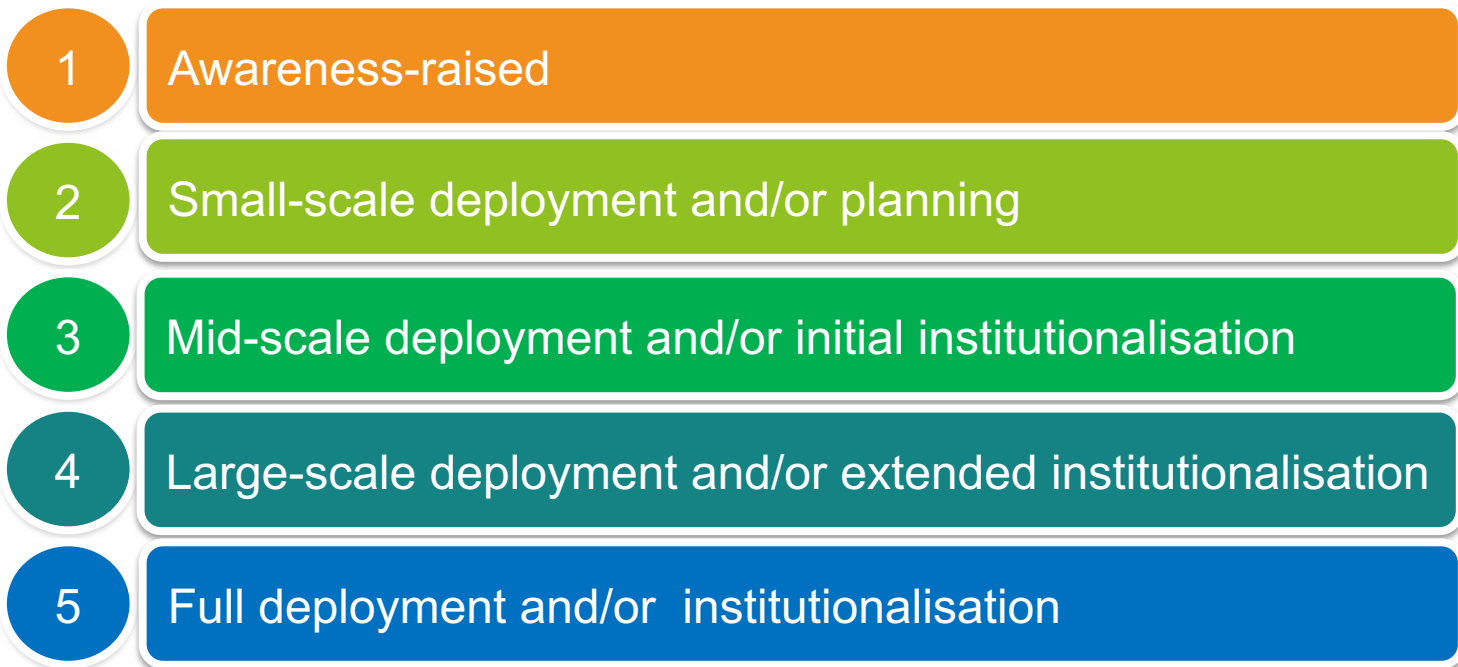 1 Awareness-raised
2 Small-scale deployment and/or planning
3 Mid-scale deployment and/or initial institutionalisation
4 Large-scale deployment and/or extended institutionalisation
5 Full deployment and/or  institutionalisation